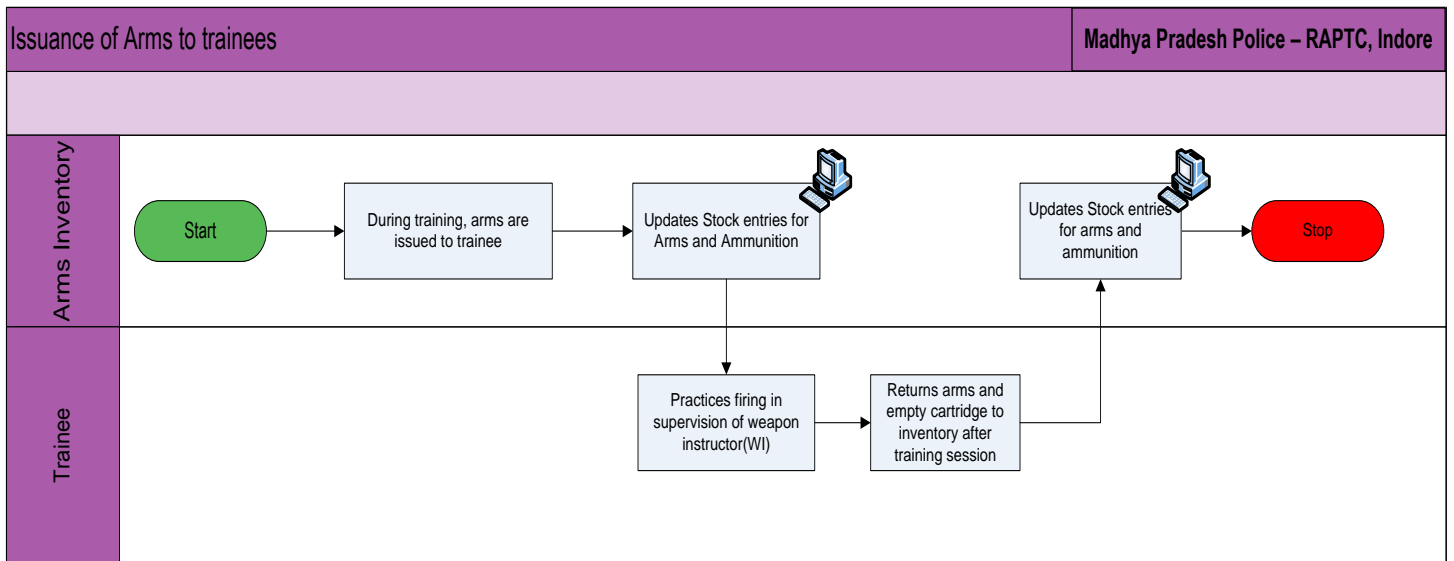 Issuance of Arms to trainees
Madhya Pradesh Police – RAPTC, Indore
Arms Inventory
Start
During training, arms are
issued to trainee
Updates Stock entries for
Arms and Ammunition
Updates Stock entries
for arms and
ammunition
Stop
Trainee
Practices firing in
supervision of weapon
instructor(WI)
Returns arms and
empty cartridge to
inventory after
training session